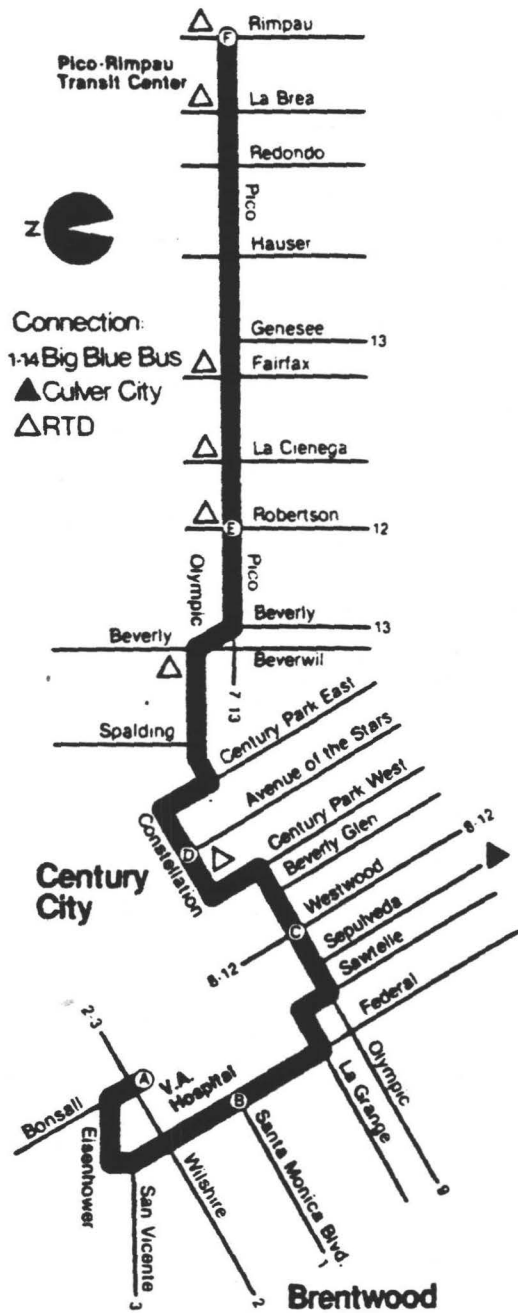 F
Rimpau
Pico-Rimpau
Transit Center
La Brea
Redondo
Pico
N
Hauser
Connection:
1-14 Big Blue Bus
Culver City
RTD
Genesee
13
Fairfax
La Cienega
E
Robertson
12
Olympic
Pico
Beverly
13
Beverly
Beverwil
7 13
Spalding
Century Park East
Avenue of the Stars
Century Park West
Beverly Glen
Constellation
D
Century
City
8-12
Westwood
Sepulveda
C
8-12
Sawtelle
Federal
2-3
A
V.A.
Hospital
Bonsall
Eisenhower
B
Olympic
La Grange
9
Wilshire
San Vicente
Santa Monica Blvd.
1
2
3
Brentwood